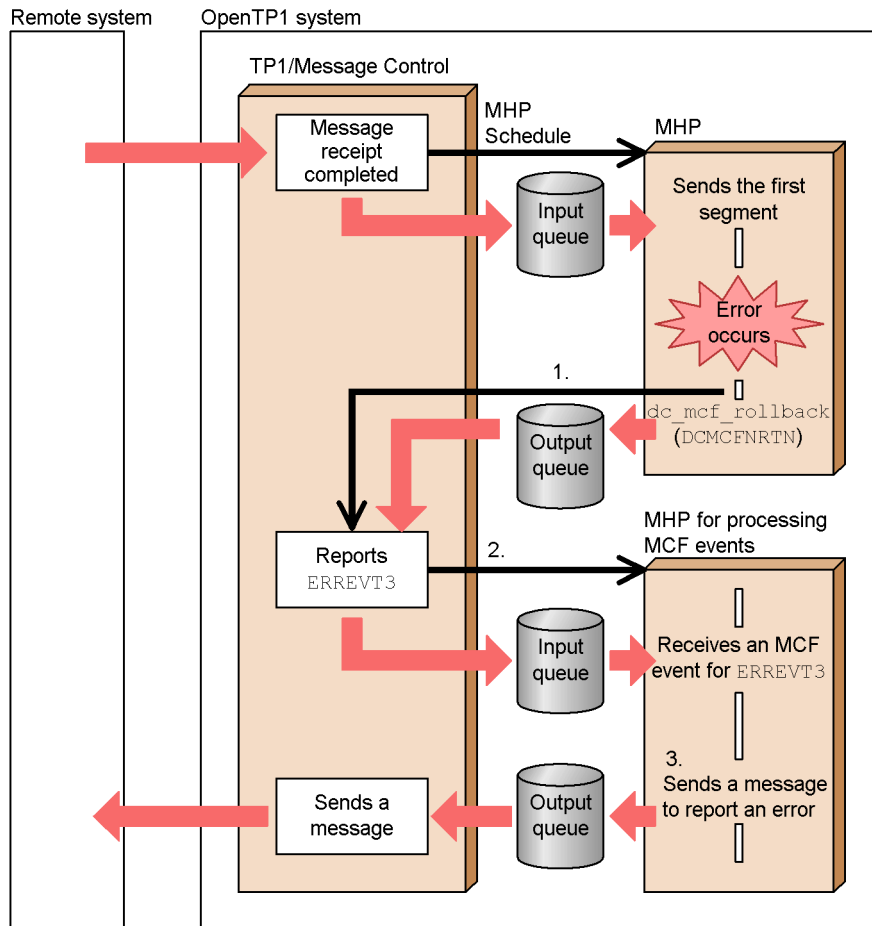 Remote system
OpenTP1 system
TP1/Message Control
Message
receipt
completed
MHP
Schedule
MHP
Input
queue
Sends the first
segment
Error
occurs
1.
dc_mcf_rollback
(DCMCFNRTN)
Output
queue
Reports
ERREVT3
2.
MHP for processing
MCF events
Input
queue
Receives an MCF
event for ERREVT3
Sends a
message
Output
queue
3.
Sends a message
to report an error